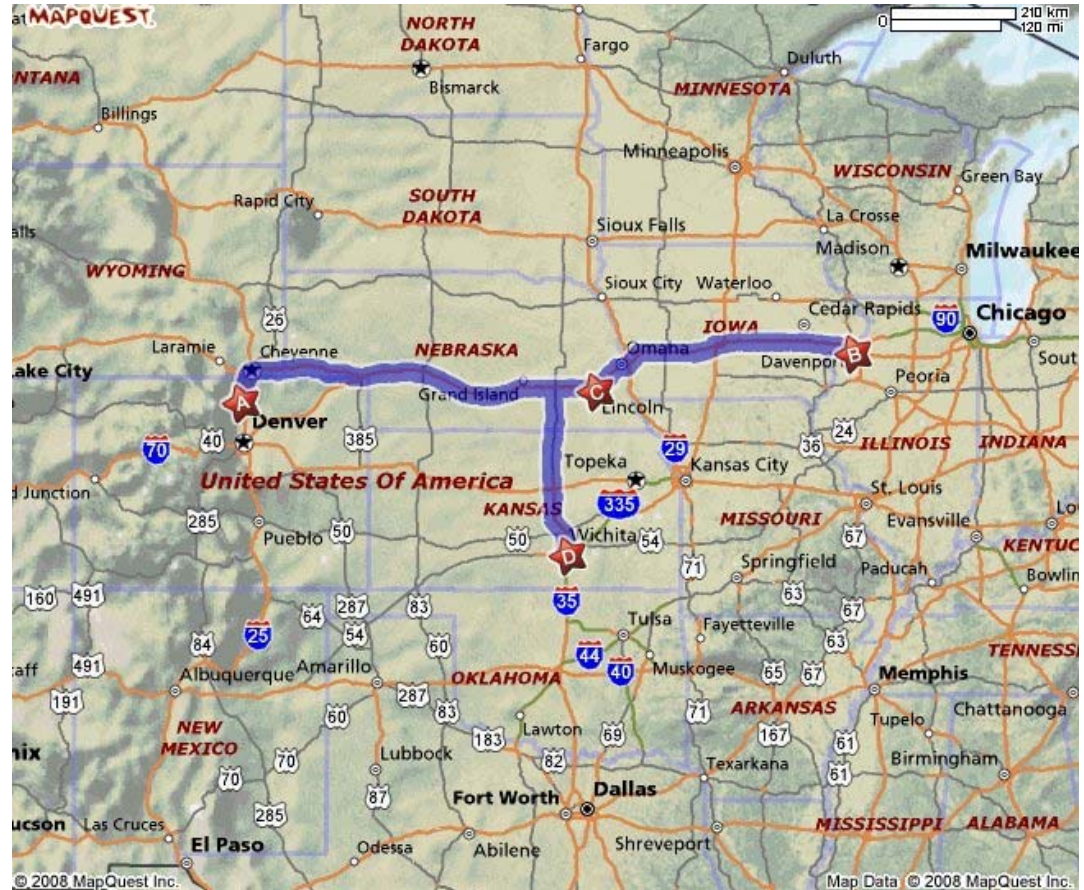 MAPQUEST.
0
210 km
120 mi
NORTH
DAKOTA
Fargo
Duluth
Bismarck
MINNESOTA
Billings
Minneapolis
WISCONSIN
Green Bay
Rapid City
SOUTH
DAKOTA
La Crosse
Sioux Falls
Madison
Milwaukee
WYOMING
Sioux City
Waterloo
Cedar Rapids
90
Chicago
26
IOWA
Laramie
Cheyenne
NEBRASKA
Omaha
Davenport
B
ake City
Peoria
Sout
Grand Island
C
Lincoln
A
Denver
70
40
385
29
36
24
ILLINOIS
INDIANA
Topeka
Kansas City
United States Of America
d Junction
335
St. Louis
KANSAS
MISSOURI
Evansville
285
Pueblo
50
50
Wichita
54
67
KENTUC
D
71
Springfield
Paducah
Bowlin
160
491
35
63
64
287
83
67
84
25
54
60
Tulsa
Fayetteville
63
TENNESS
491
44
Albuquerque
Amarillo
OKLAHOMA
40
Muskogee
65
67
Memphis
191
287
83
71
ARKANSAS
Chattanooga
NEW
MEXICO
60
Lawton
69
167
Tupelo
nix
70
183
61
Lubbock
82
Birmingham
70
Texarkana
61
87
Fort Worth
Dallas
ucson
Las Cruces
285
MISSISSIPPI
ALABAMA
El Paso
Odessa
Abilene
Shreveport
© 2008 MapQuest Inc.
Map Data © 2008 MapQuest Inc.